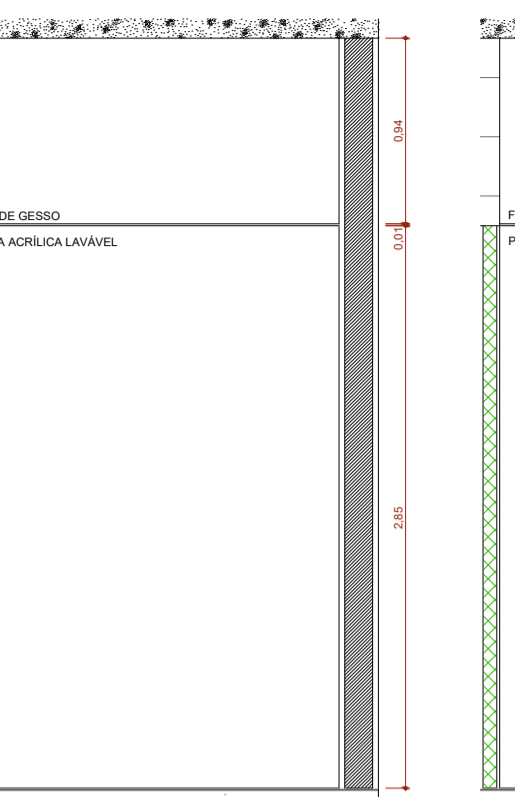 0,94
DE GESSO
F
0,01
A ACRÍLICA LAVÁVEL
P
2,85